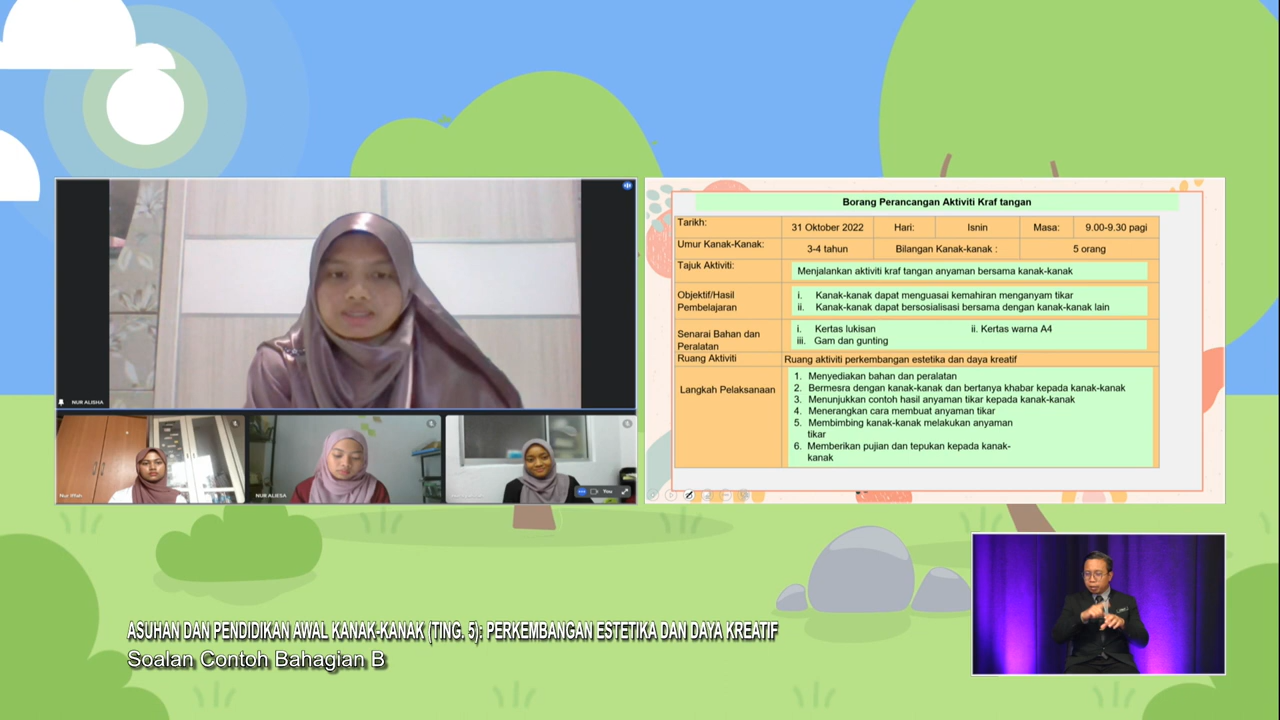 NUR ALISHA
Nur Iffah
NUR ALIESA
You
Borang Perancangan Aktiviti Kraf tangan
Tarikh: 31 Oktober 2022 Hari: Isnin Masa: 9.00-9.30 pagi
Umur Kanak-Kanak: 3-4 tahun Bilangan Kanak-kanak : 5 orang
Tajuk Aktiviti: Menjalankan aktiviti kraf tangan anyaman bersama kanak-kanak
Objektif/Hasil
Pembelajaran
i. Kanak-kanak dapat menguasai kemahiran menganyam tikar
ii. Kanak-kanak dapat bersosialisasi bersama dengan kanak-kanak lain
Senarai Bahan dan
Peralatan
i. Kertas lukisan ii. Kertas warna A4
iii. Gam dan gunting
Ruang Aktiviti Ruang aktiviti perkembangan estetika dan daya kreatif
Langkah Pelaksanaan
1. Menyediakan bahan dan peralatan
2. Bermesra dengan kanak-kanak dan bertanya khabar kepada kanak-kanak
3. Menunjukkan contoh hasil anyaman tikar kepada kanak-kanak
4. Menerangkan cara membuat anyaman tikar
5. Membimbing kanak-kanak melakukan anyaman
tikar
6. Memberikan pujian dan tepukan kepada kanak-
kanak
ASUHAN DAN PENDIDIKAN AWAL KANAK-KANAK (TING. 5): PERKEMBANGAN ESTETIKA DAN DAYA KREATIF
Soalan Contoh Bahagian B